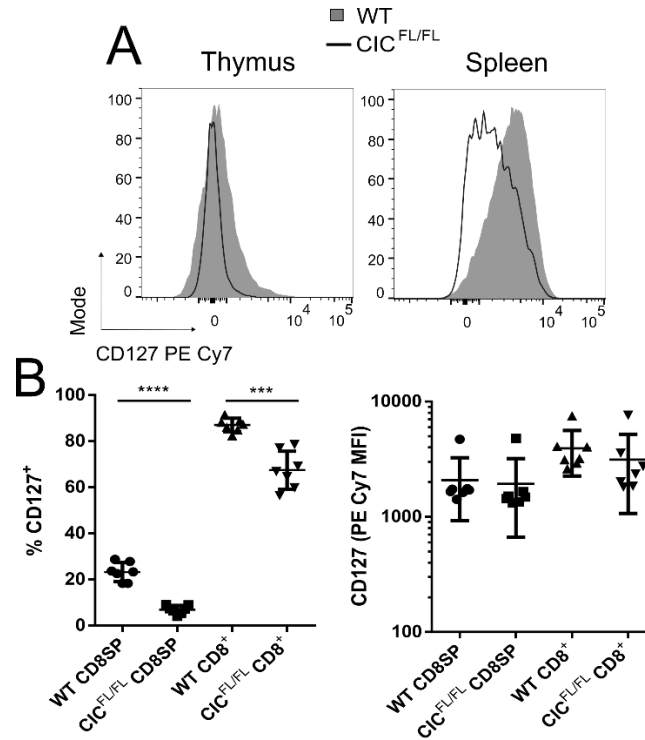 A
WT
CIC^FL/FL
Thymus
Spleen
100
80
60
40
20
0
0
10^4
10^5
100
80
60
40
20
0
0
10^4
10^5
Mode
CD127 PE Cy7
B
% CD127+
100
80
60
40
20
0
****
***
WT CD8SP
CIC^FL/FL CD8SP
WT CD8+
CIC^FL/FL CD8+
CD127 (PE Cy7 MFI)
10000
1000
100
WT CD8SP
CIC^FL/FL CD8SP
WT CD8+
CIC^FL/FL CD8+